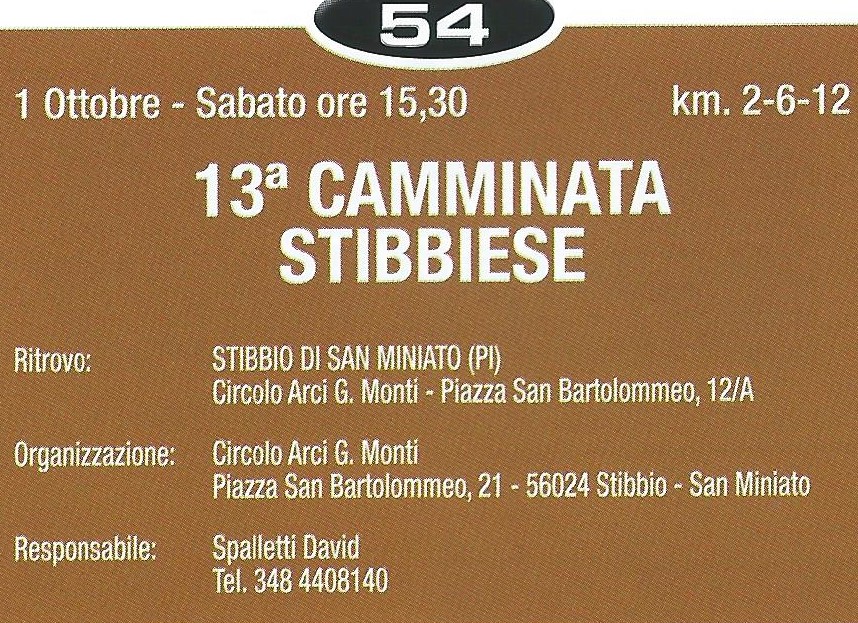 54
1 Ottobre - Sabato ore 15,30 km. 2-6-12
13ª CAMMINATA
STIBBIESE
Ritrovo: STIBBIO DI SAN MINIATO (PI)
Circolo Arci G. Monti - Piazza San Bartolommeo, 12/A
Organizzazione: Circolo Arci G. Monti
Piazza San Bartolommeo, 21 - 56024 Stibbio - San Miniato
Responsabile: Spalletti David
Tel. 348 4408140